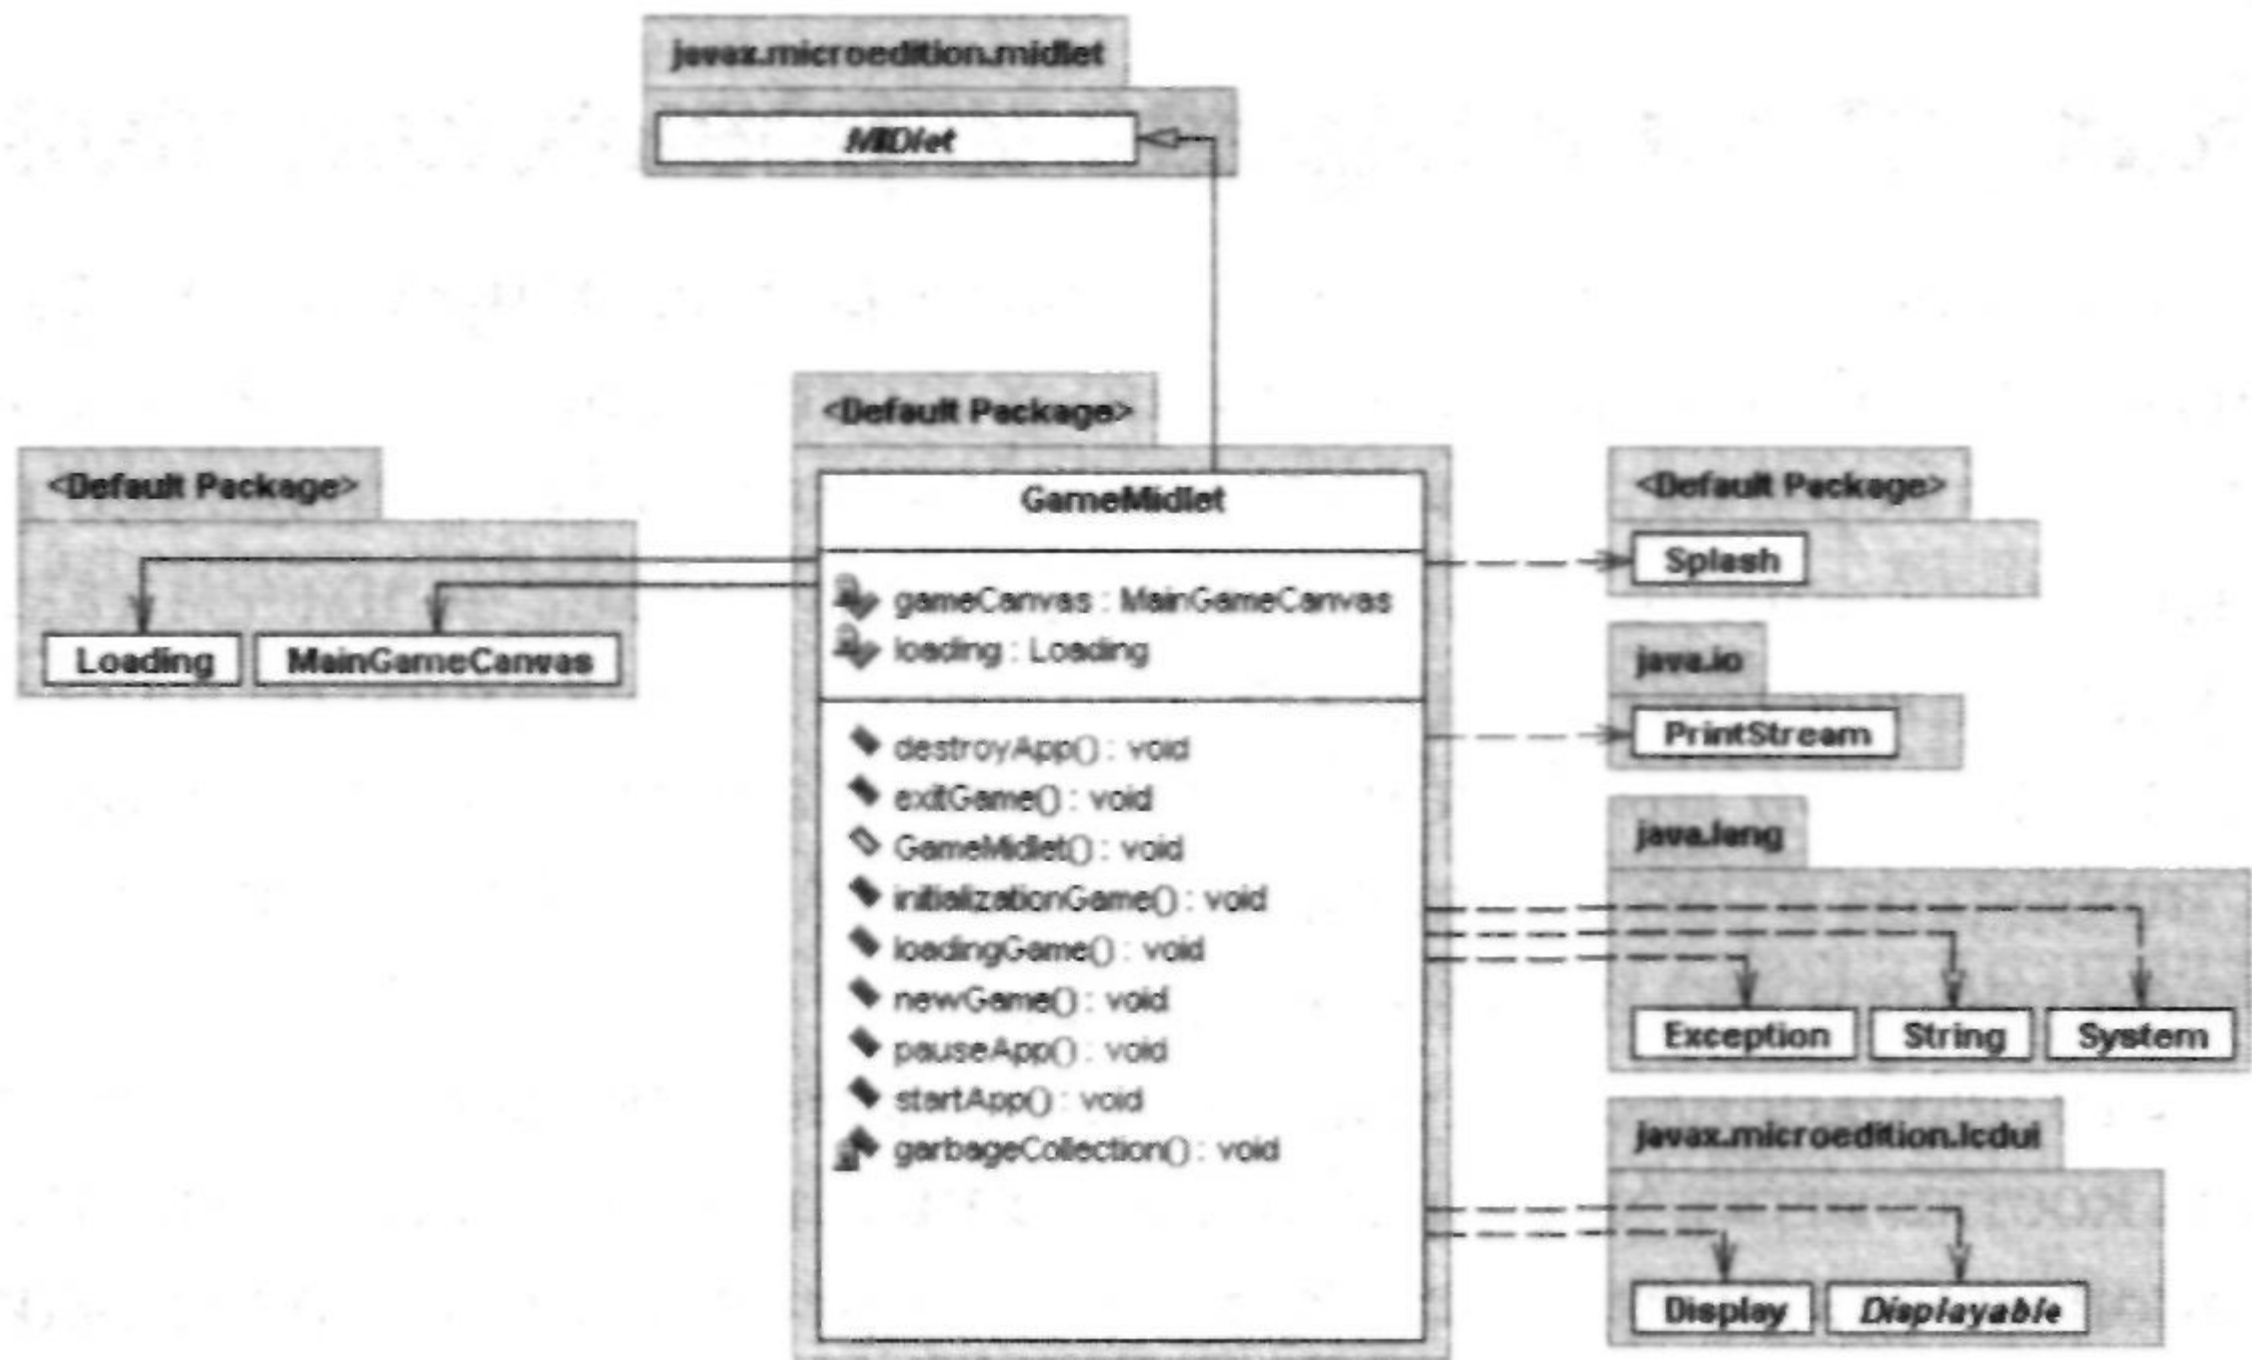 javax.microedition.midlet
MIDlet
<Default Package>
Loading
MainGameCanvas
<Default Package>
GameMidlet
gameCanvas : MainGameCanvas
loading : Loading
destroyApp() : void
exitGame() : void
GameMidlet() : void
initializationGame() : void
loadingGame() : void
newGame() : void
pauseApp() : void
startApp() : void
garbageCollection() : void
<Default Package>
Splash
java.io
PrintStream
java.lang
Exception
String
System
javax.microedition.lcdui
Display
Displayable